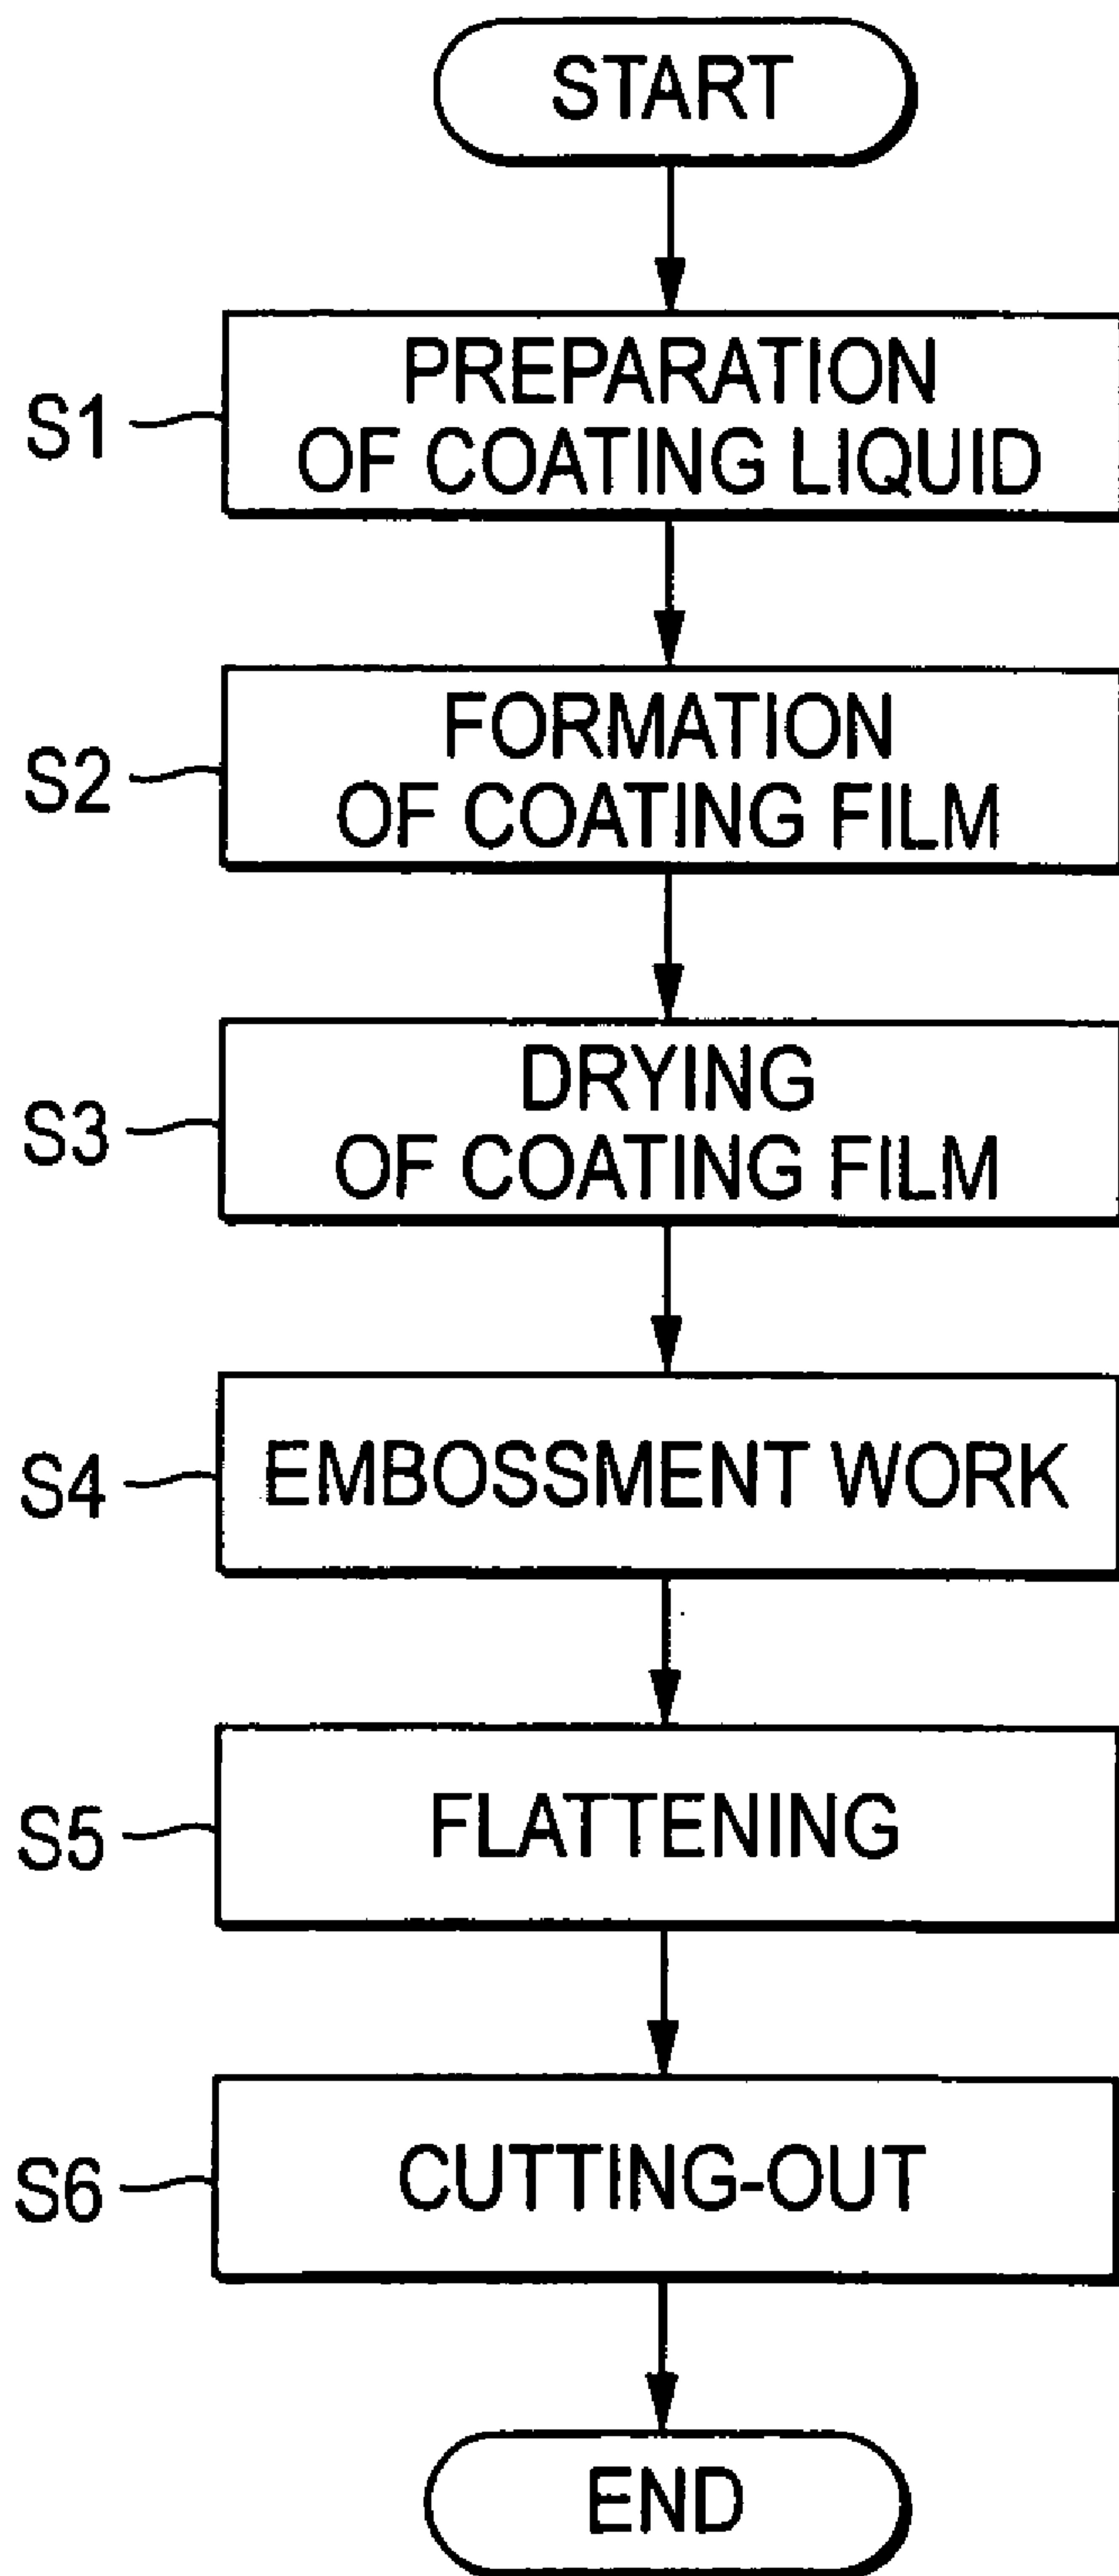 START
S1
PREPARATION
OF COATING LIQUID
S2
FORMATION
OF COATING FILM
S3
DRYING
OF COATING FILM
S4
EMBOSSMENT WORK
S5
FLATTENING
S6
CUTTING-OUT
END